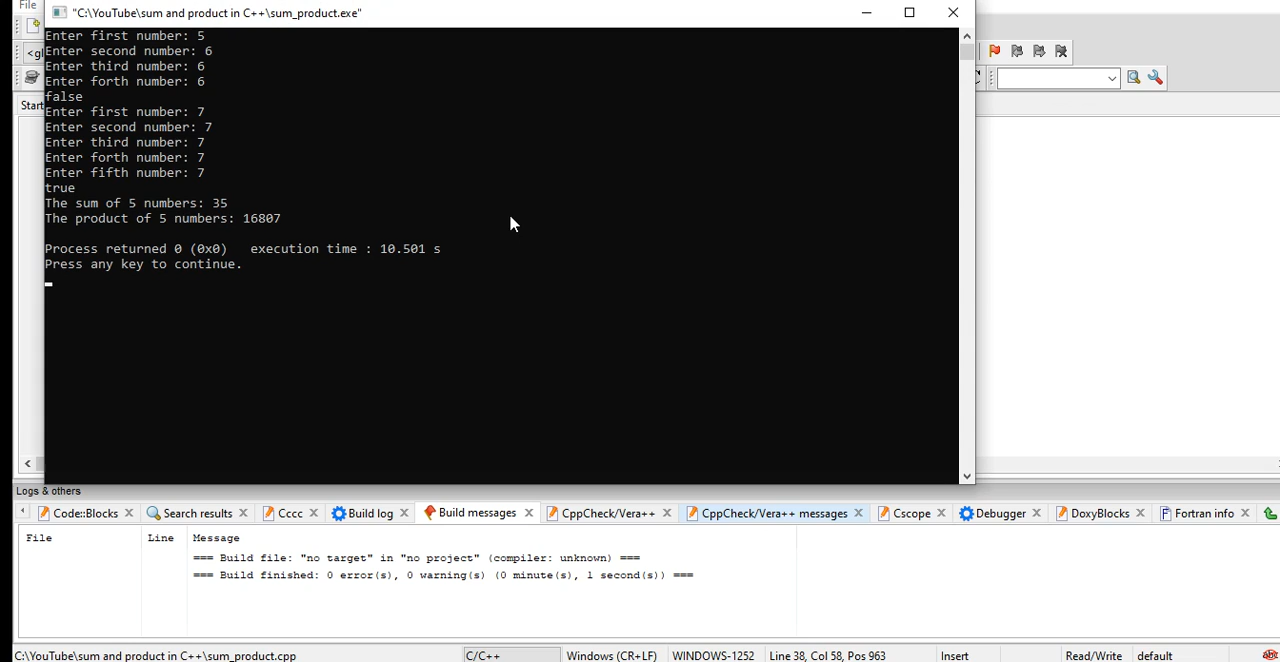 File
"C:\YouTube\sum and product in C++\sum_product.exe"
Enter first number: 5
Enter second number: 6
Enter third number: 6
Enter forth number: 6
false
Enter first number: 7
Enter second number: 7
Enter third number: 7
Enter forth number: 7
Enter fifth number: 7
true
The sum of 5 numbers: 35
The product of 5 numbers: 16807
Process returned 0 (0x0) execution time : 10.501 s
Press any key to continue.
<gl
Start
Logs & others
Code::Blocks Search results Cccc Build log Build messages CppCheck/Vera++ CppCheck/Vera++ messages Cscope Debugger DoxyBlocks Fortran info
File Line Message
=== Build file: "no target" in "no project" (compiler: unknown) ===
=== Build finished: 0 error(s), 0 warning(s) (0 minute(s), 1 second(s)) ===
C:\YouTube\sum and product in C++\sum_product.cpp C/C++ Windows (CR+LF) WINDOWS-1252 Line 38, Col 58, Pos 963 Insert Read/Write default